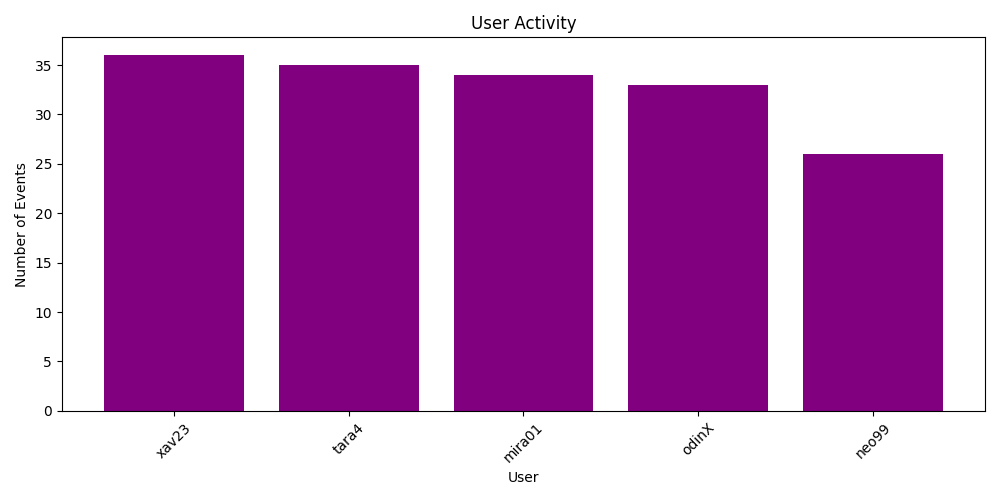 User Activity
Number of Events
35
30
25
20
15
10
5
0
xav23
tara4
mira01
odinX
neo99
User